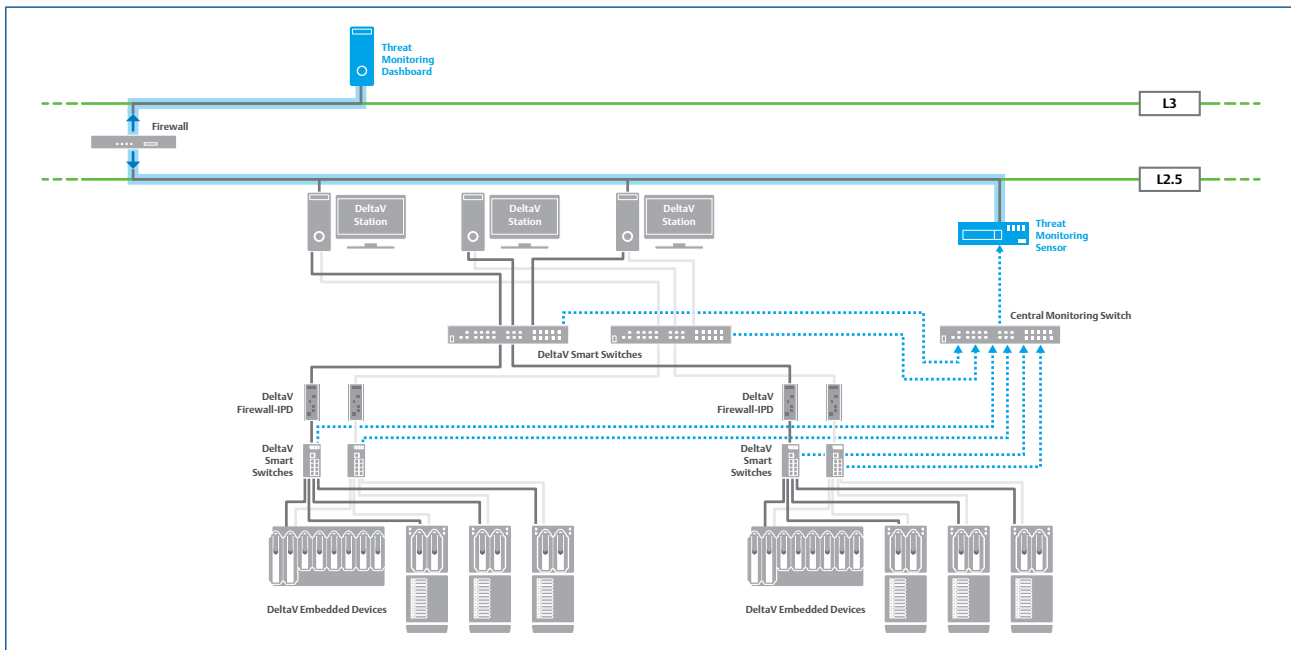 Threat
Monitoring
Dashboard
L3
Firewall
L2.5
DeltaV
Station
DeltaV
Station
DeltaV
Station
Threat
Monitoring
Sensor
Central Monitoring Switch
DeltaV Smart Switches
DeltaV
Firewall-IPD
DeltaV
Firewall-IPD
DeltaV
Smart
Switches
DeltaV
Smart
Switches
DeltaV Embedded Devices
DeltaV Embedded Devices